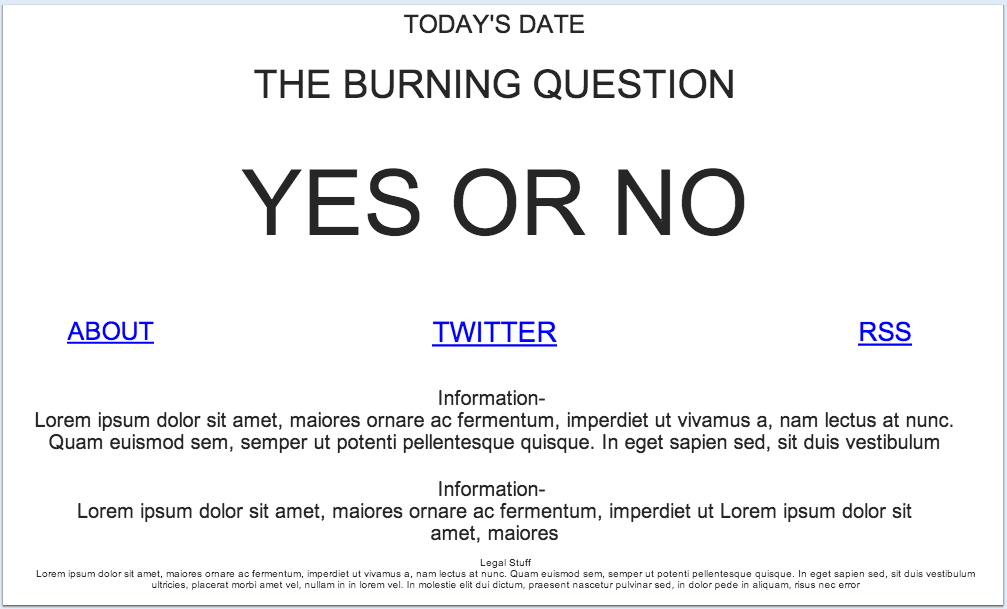 TODAY'S DATE
THE BURNING QUESTION
YES OR NO
ABOUT TWITTER RSS
Information-
Lorem ipsum dolor sit amet, maiores ornare ac fermentum, imperdiet ut vivamus a, nam lectus at nunc.
Quam euismod sem, semper ut potenti pellentesque quisque. In eget sapien sed, sit duis vestibulum
Information-
Lorem ipsum dolor sit amet, maiores ornare ac fermentum, imperdiet ut Lorem ipsum dolor sit
amet, maiores
Legal Stuff
Lorem ipsum dolor sit amet, maiores ornare ac fermentum, imperdiet ut vivamus a, nam lectus at nunc. Quam euismod sem, semper ut potenti pellentesque quisque. In eget sapien sed, sit duis vestibulum
ultricies, placerat morbi amet vel, nullam in in lorem vel. In molestie elit dui dictum, praesent nascetur pulvinar sed, in dolor pede in aliquam, risus nec error